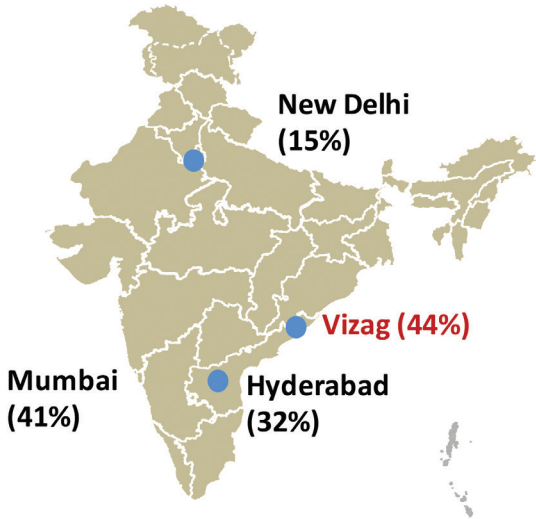 New Delhi
(15%)
Vizag (44%)
Mumbai
(41%)
Hyderabad
(32%)